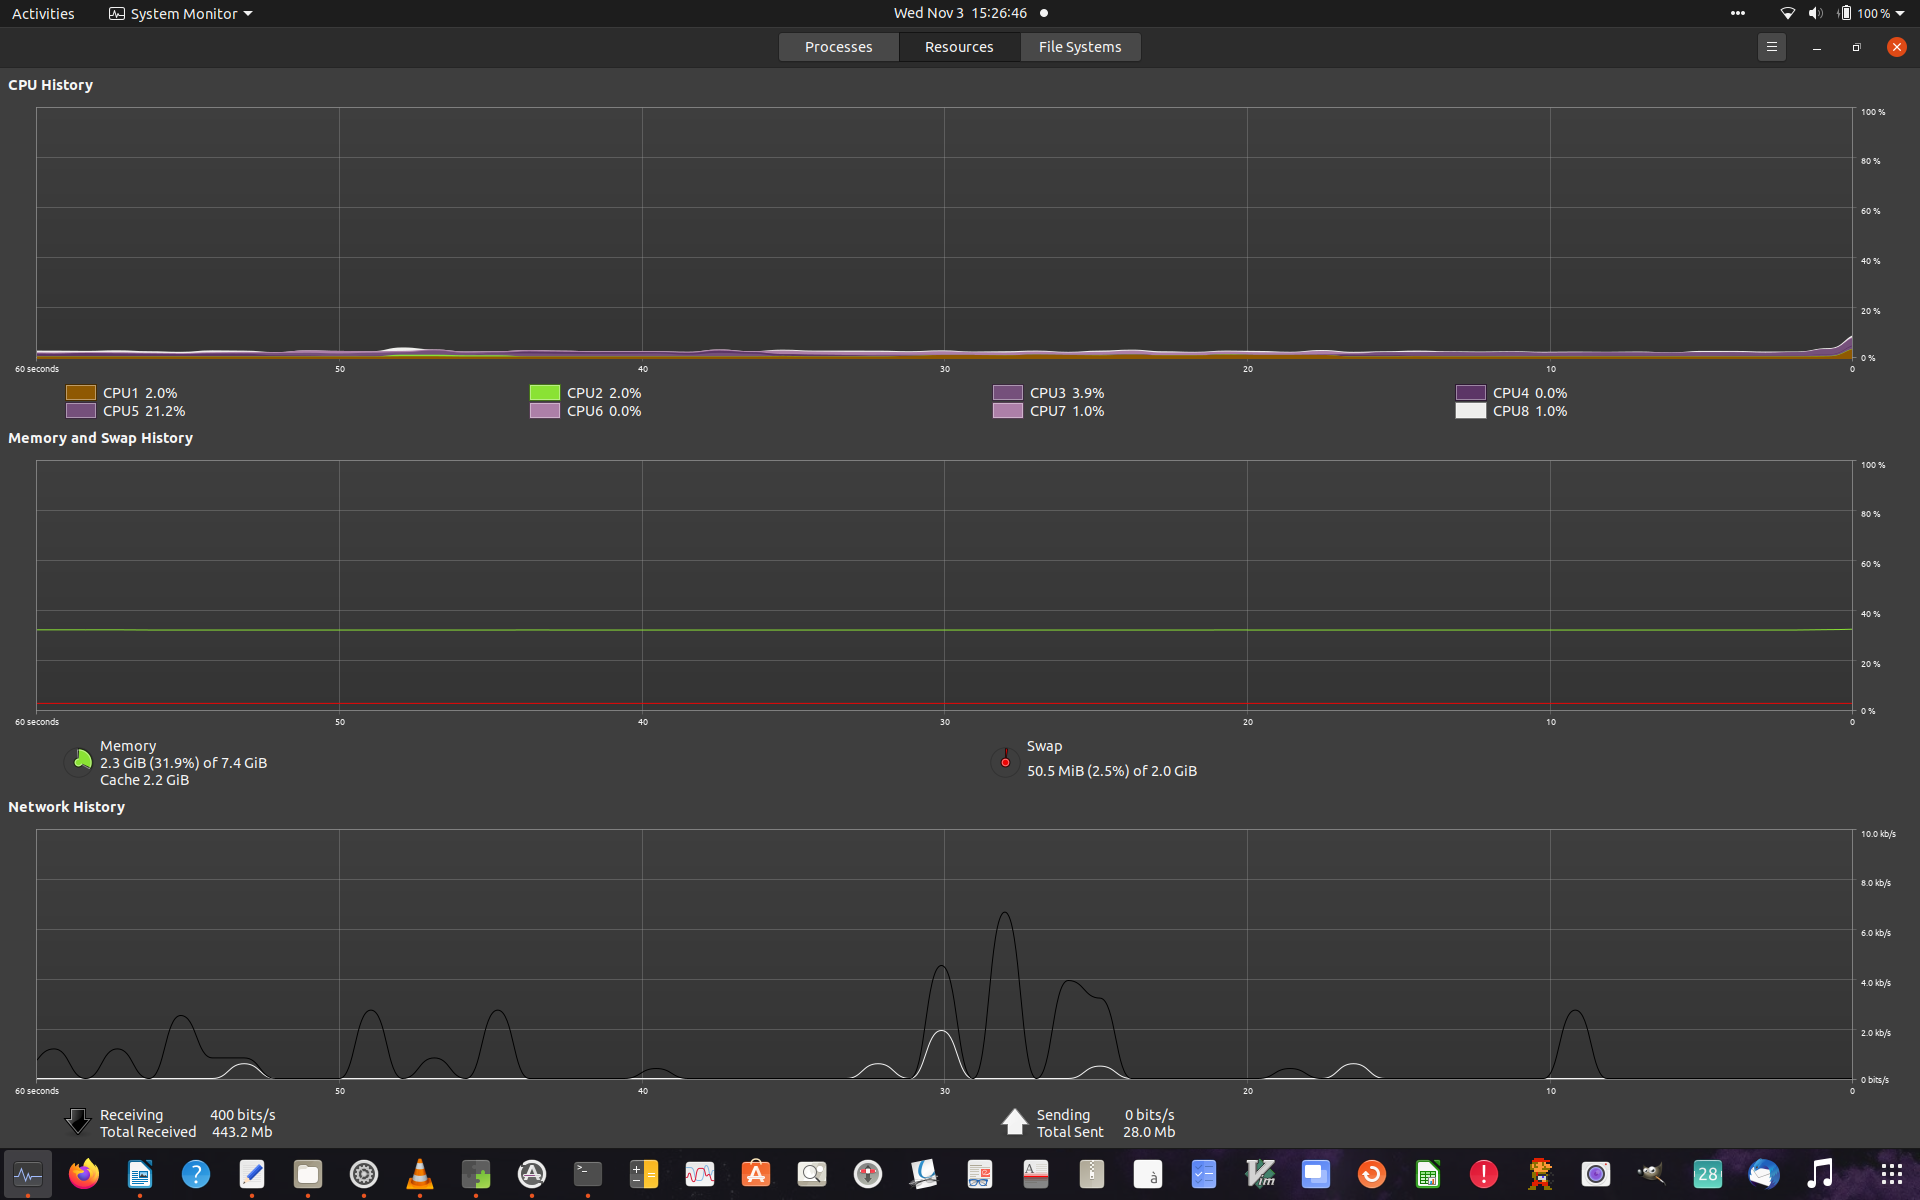 Activities System Monitor Wed Nov 3 15:26:46 100 %
Processes Resources File Systems
CPU History
100 %
80 %
60 %
40 %
20 %
0 %
60 seconds 50 40 30 20 10 0
CPU1 2.0% CPU2 2.0% CPU3 3.9% CPU4 0.0%
CPU5 21.2% CPU6 0.0% CPU7 1.0% CPU8 1.0%
Memory and Swap History
100 %
80 %
60 %
40 %
20 %
0 %
60 seconds 50 40 30 20 10 0
Memory
2.3 GiB (31.9%) of 7.4 GiB
Cache 2.2 GiB
Swap
50.5 MiB (2.5%) of 2.0 GiB
Network History
10.0 kb/s
8.0 kb/s
6.0 kb/s
4.0 kb/s
2.0 kb/s
0 bits/s
60 seconds 50 40 30 20 10 0
Receiving 400 bits/s
Total Received 443.2 Mb
Sending 0 bits/s
Total Sent 28.0 Mb
? >_ A à Vim ! 28